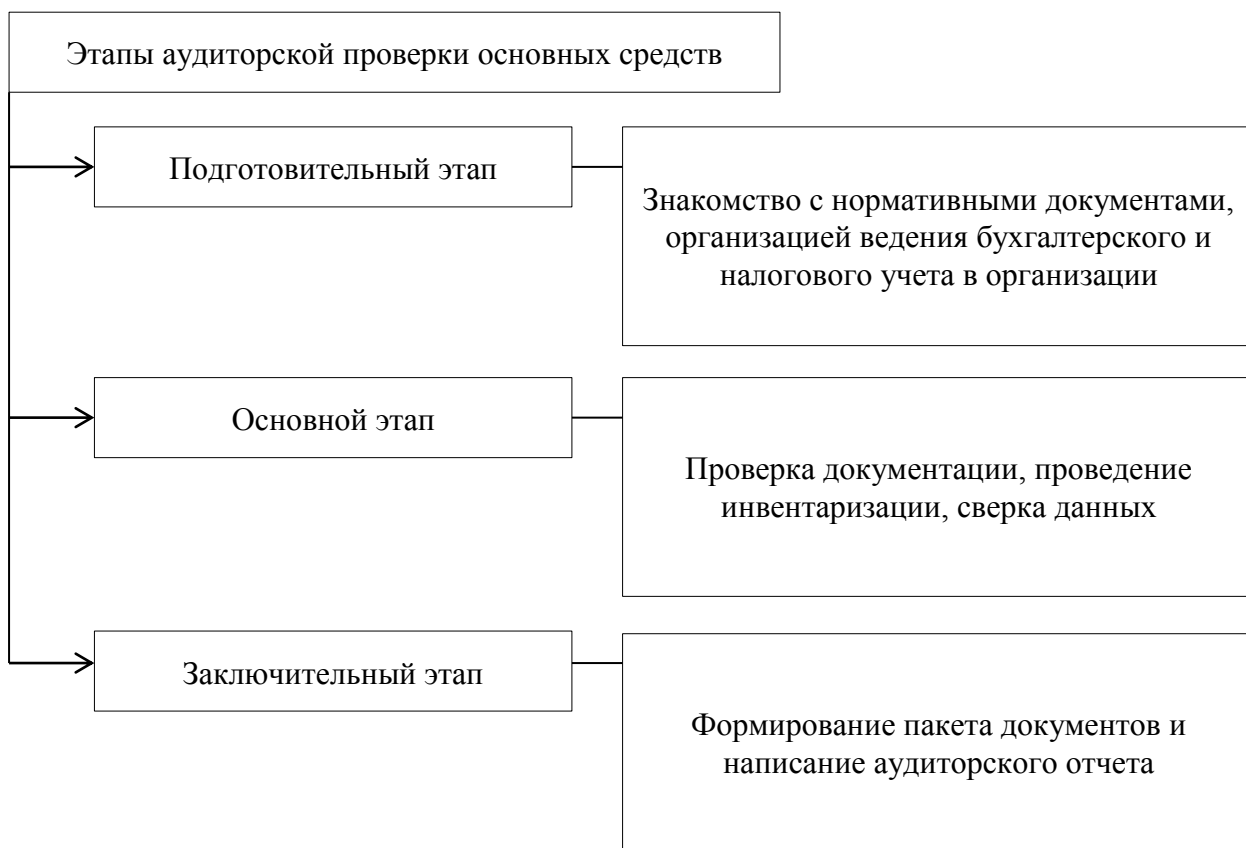 Этапы аудиторской проверки основных средств
Подготовительный этап
Знакомство с нормативными документами,
организацией ведения бухгалтерского и
налогового учета в организации
Основной этап
Проверка документации, проведение
инвентаризации, сверка данных
Заключительный этап
Формирование пакета документов и
написание аудиторского отчета